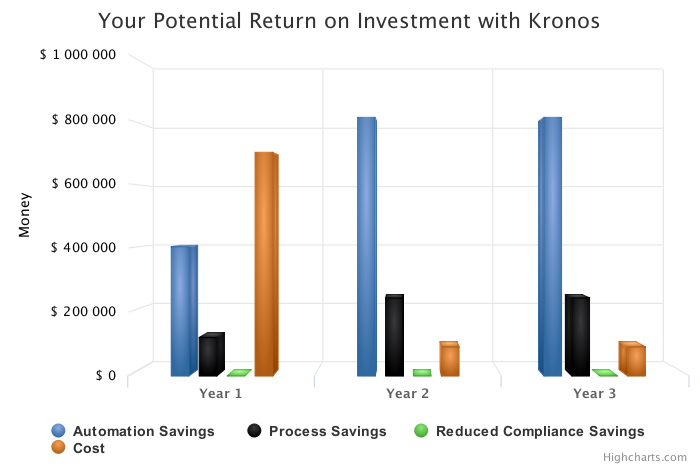 Your Potential Return on Investment with Kronos
$ 1 000 000
$ 800 000
$ 600 000
$ 400 000
$ 200 000
$ 0
Money
Year 1
Year 2
Year 3
Automation Savings
Process Savings
Reduced Compliance Savings
Cost
Highcharts.com